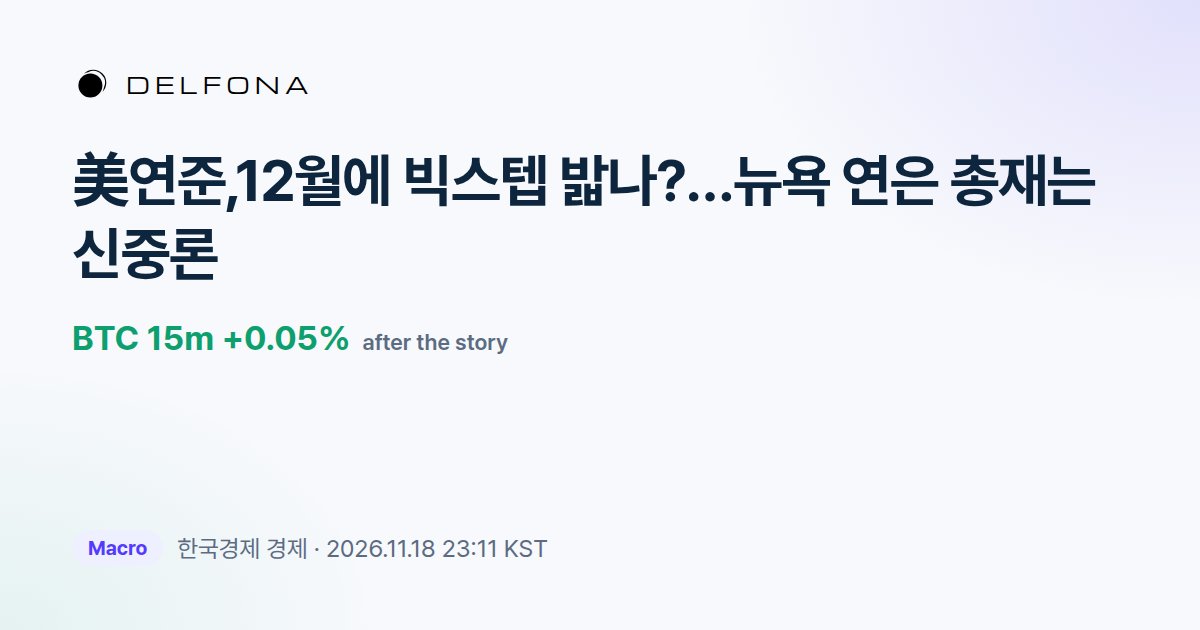 DELFONA
美연준,12월에 빅스텝 밟나?…뉴욕 연은 총재는
신중론
BTC 15m +0.05% after the story
Macro 한국경제 경제 · 2026.11.18 23:11 KST